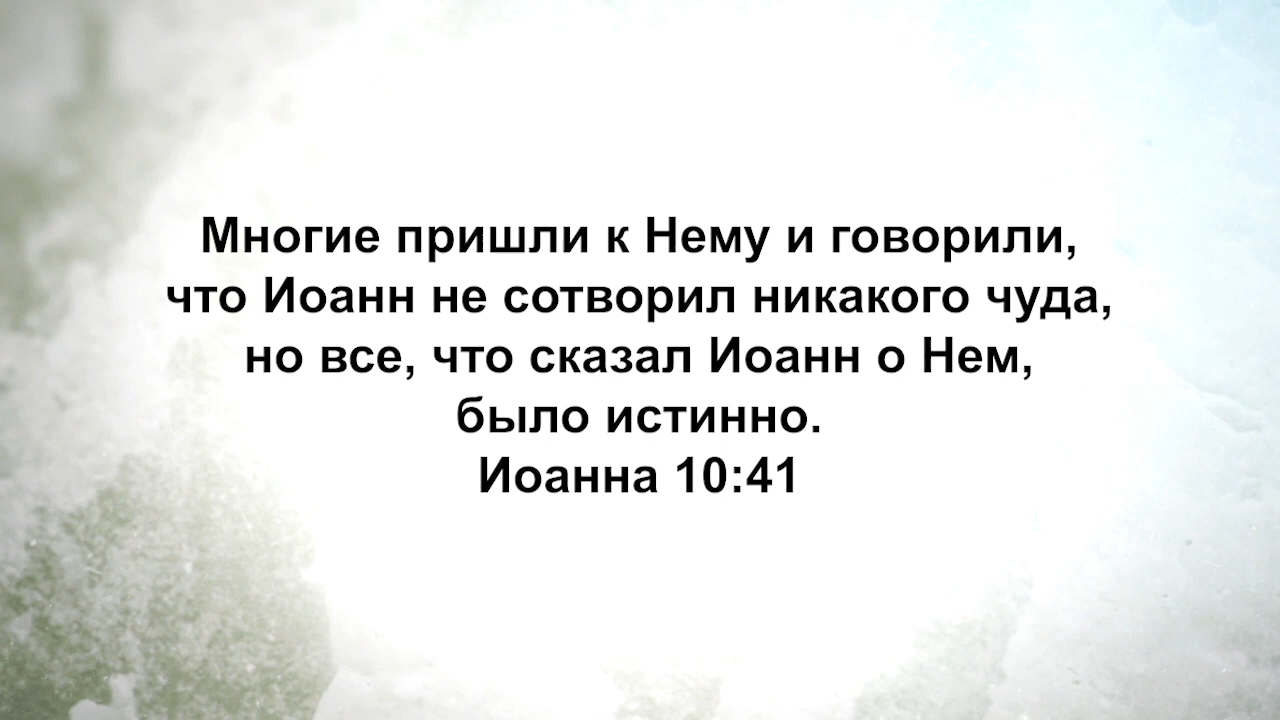 Многие пришли к Нему и говорили,
что Иоанн не сотворил никакого чуда,
но все, что сказал Иоанн о Нем,
было истинно.
Иоанна 10:41